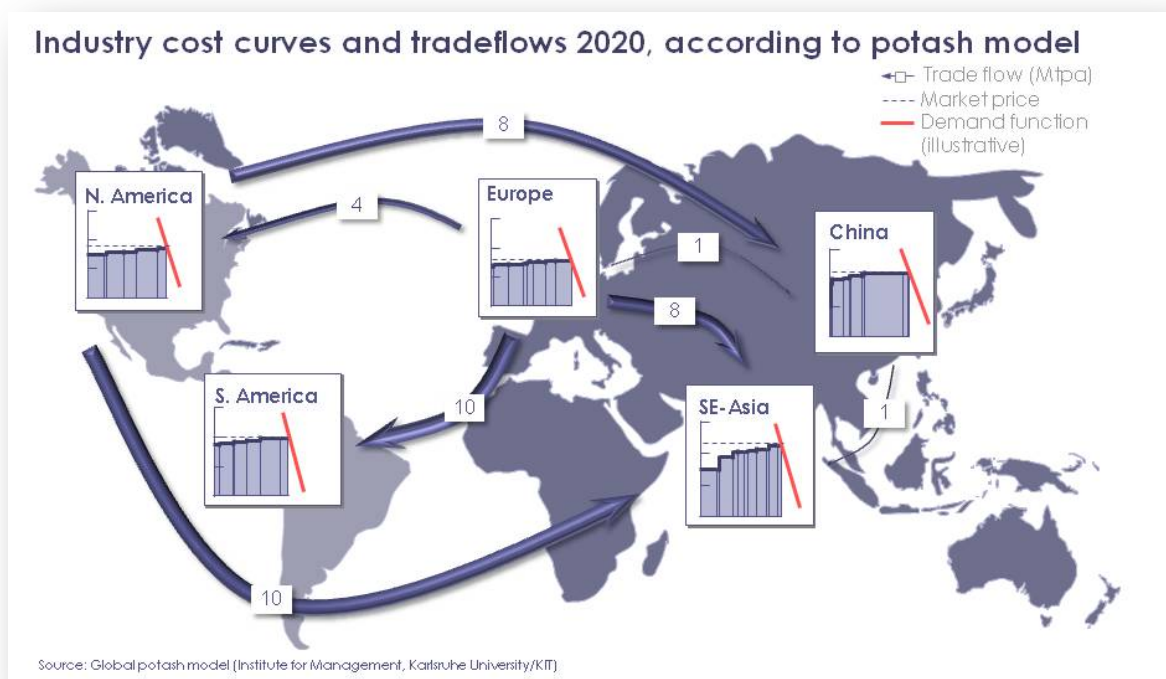 Industry cost curves and tradeflows 2020, according to potash model
Trade flow (Mtpa)
Market price
Demand function
(illustrative)
8
N. America
4
Europe
1
China
8
S. America
10
SE-Asia
1
10
Source: Global potash model (Institute for Management, Karlsruhe University/KIT)